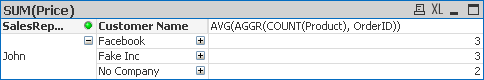 SUM(Price) XL
SalesRep... Customer Name AVG(AGGR(COUNT(Product), OrderID))
Facebook 3
John Fake Inc 3
No Company 2